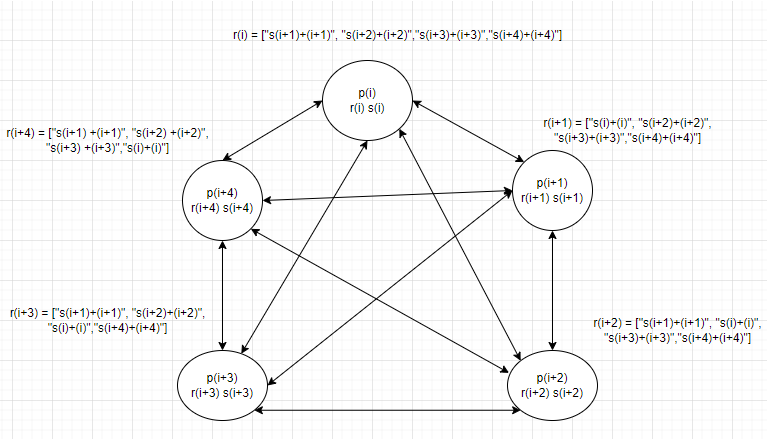 r(i) = ["s(i+1)+(i+1)", "s(i+2)+(i+2)","s(i+3)+(i+3)","s(i+4)+(i+4)"]
p(i)
r(i) s(i)
r(i+4) = ["s(i+1) +(i+1)", "s(i+2) +(i+2)",
"s(i+3) +(i+3)","s(i)+(i)"]
r(i+1) = ["s(i)+(i)", "s(i+2)+(i+2)",
"s(i+3)+(i+3)","s(i+4)+(i+4)"]
p(i+4)
r(i+4) s(i+4)
p(i+1)
r(i+1) s(i+1)
r(i+3) = ["s(i+1)+(i+1)", "s(i+2)+(i+2)",
"s(i)+(i)","s(i+4)+(i+4)"]
r(i+2) = ["s(i+1)+(i+1)", "s(i)+(i)",
"s(i+3)+(i+3)","s(i+4)+(i+4)"]
p(i+3)
r(i+3) s(i+3)
p(i+2)
r(i+2) s(i+2)